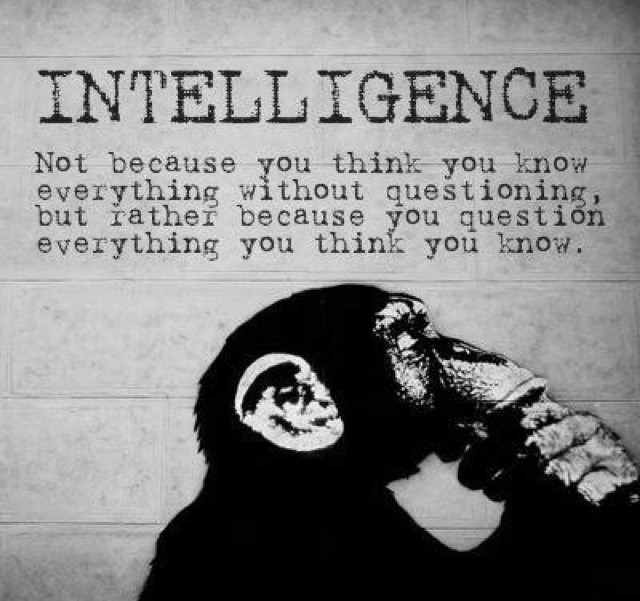 INTELLIGENCE
Not because you think you know
everything without questioning,
but rather because you question
everything you think you know.